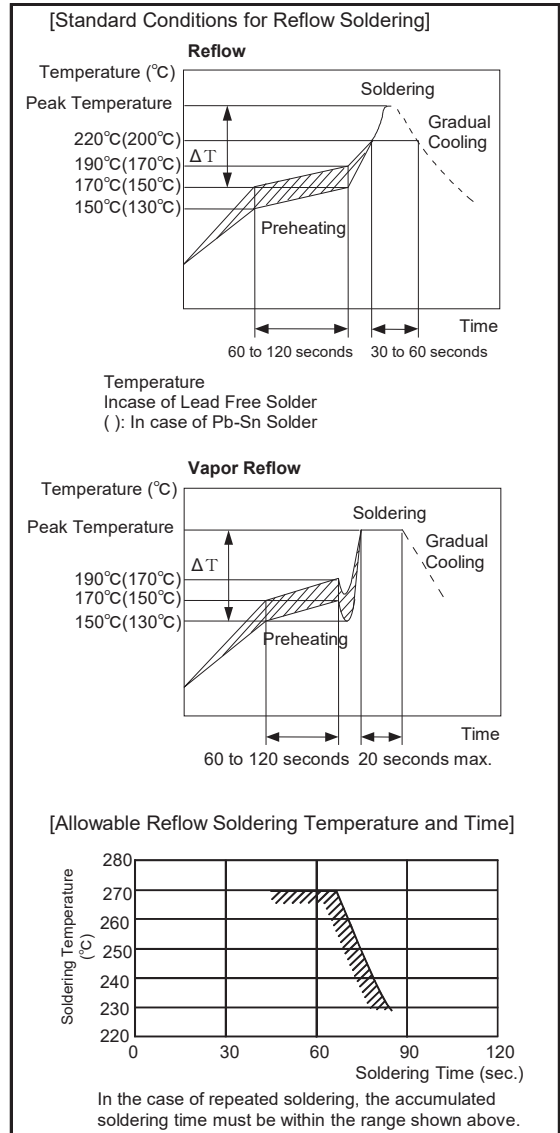 [Standard Conditions for Reflow Soldering]
Reflow
Temperature (°C)
Soldering
Peak Temperature
Gradual
Cooling
220°C(200°C)
ΔT
190°C(170°C)
170°C(150°C)
150°C(130°C)
Preheating
Time
60 to 120 seconds
30 to 60 seconds
Temperature
Incase of Lead Free Solder
( ): In case of Pb-Sn Solder
Vapor Reflow
Temperature (°C)
Soldering
Peak Temperature
Gradual
Cooling
ΔT
190°C(170°C)
170°C(150°C)
150°C(130°C)
Preheating
Time
60 to 120 seconds
20 seconds max.
[Allowable Reflow Soldering Temperature and Time]
Soldering Temperature
(°C)
280
270
260
250
240
230
220
0
30
60
90
120
Soldering Time (sec.)
In the case of repeated soldering, the accumulated
soldering time must be within the range shown above.